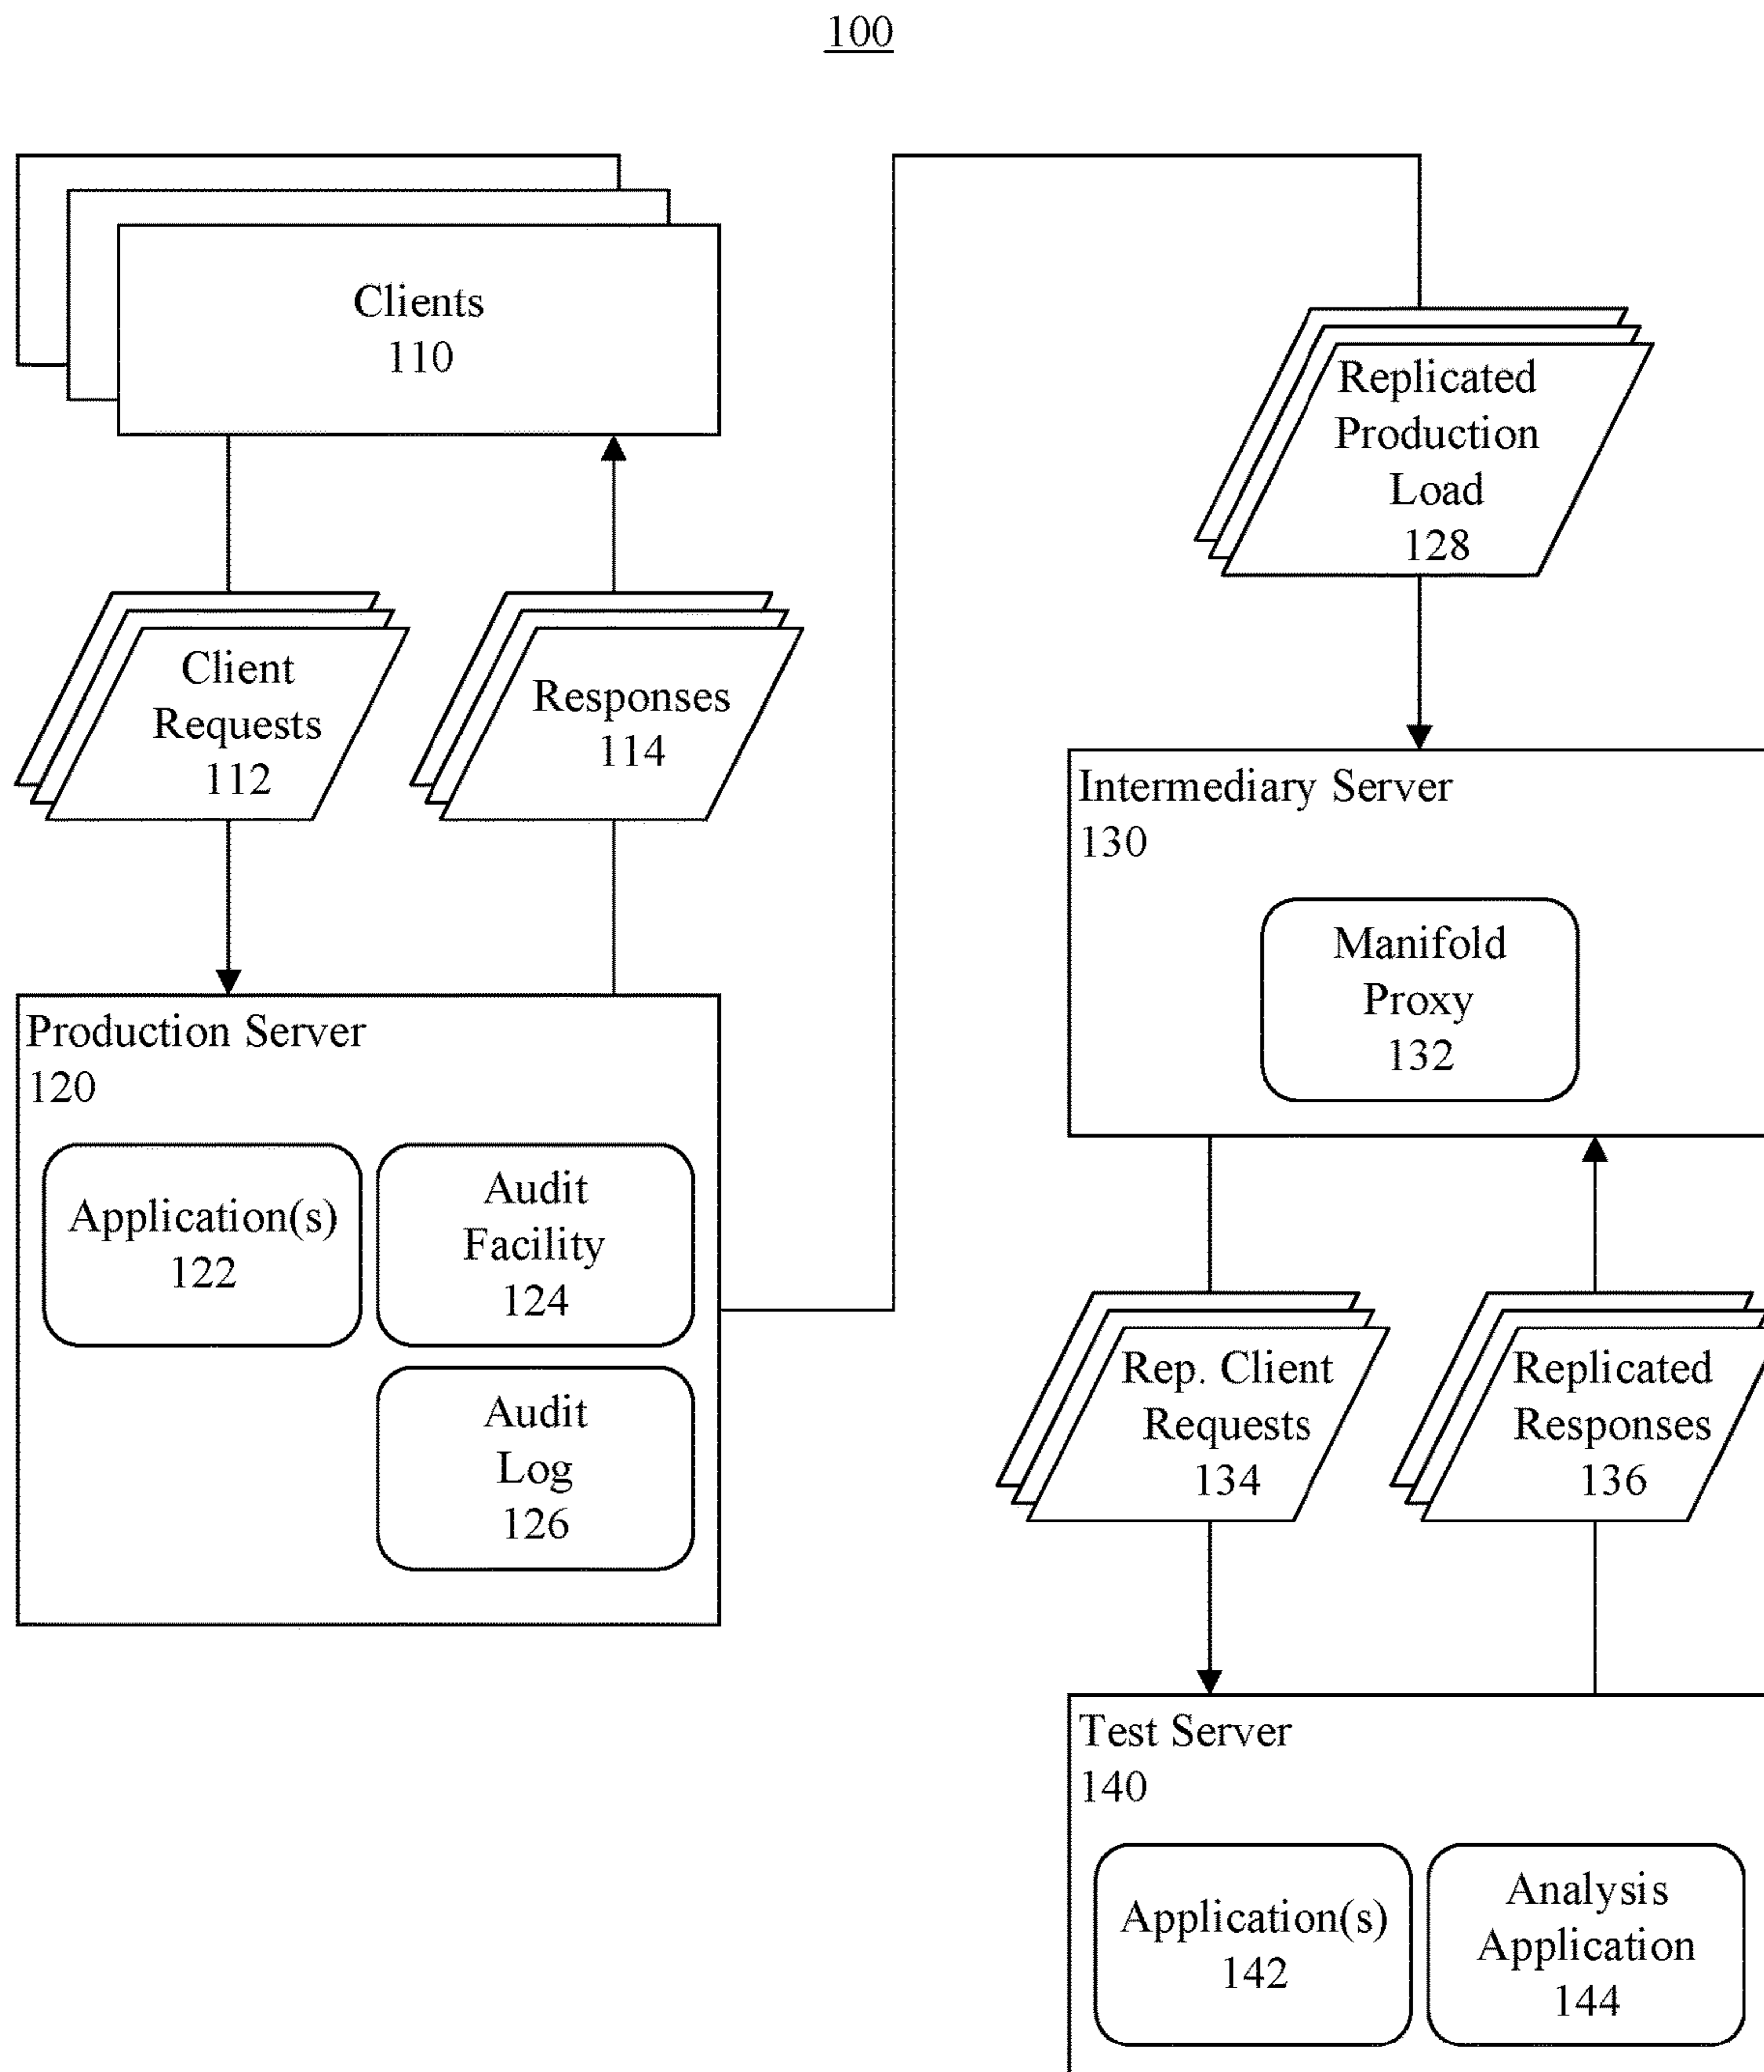 100
Clients
110
Client
Requests
112
Responses
114
Production Server
120
Application(s)
122
Audit
Facility
124
Audit
Log
126
Replicated
Production
Load
128
Intermediary Server
130
Manifold
Proxy
132
Rep. Client
Requests
134
Replicated
Responses
136
Test Server
140
Application(s)
142
Analysis
Application
144